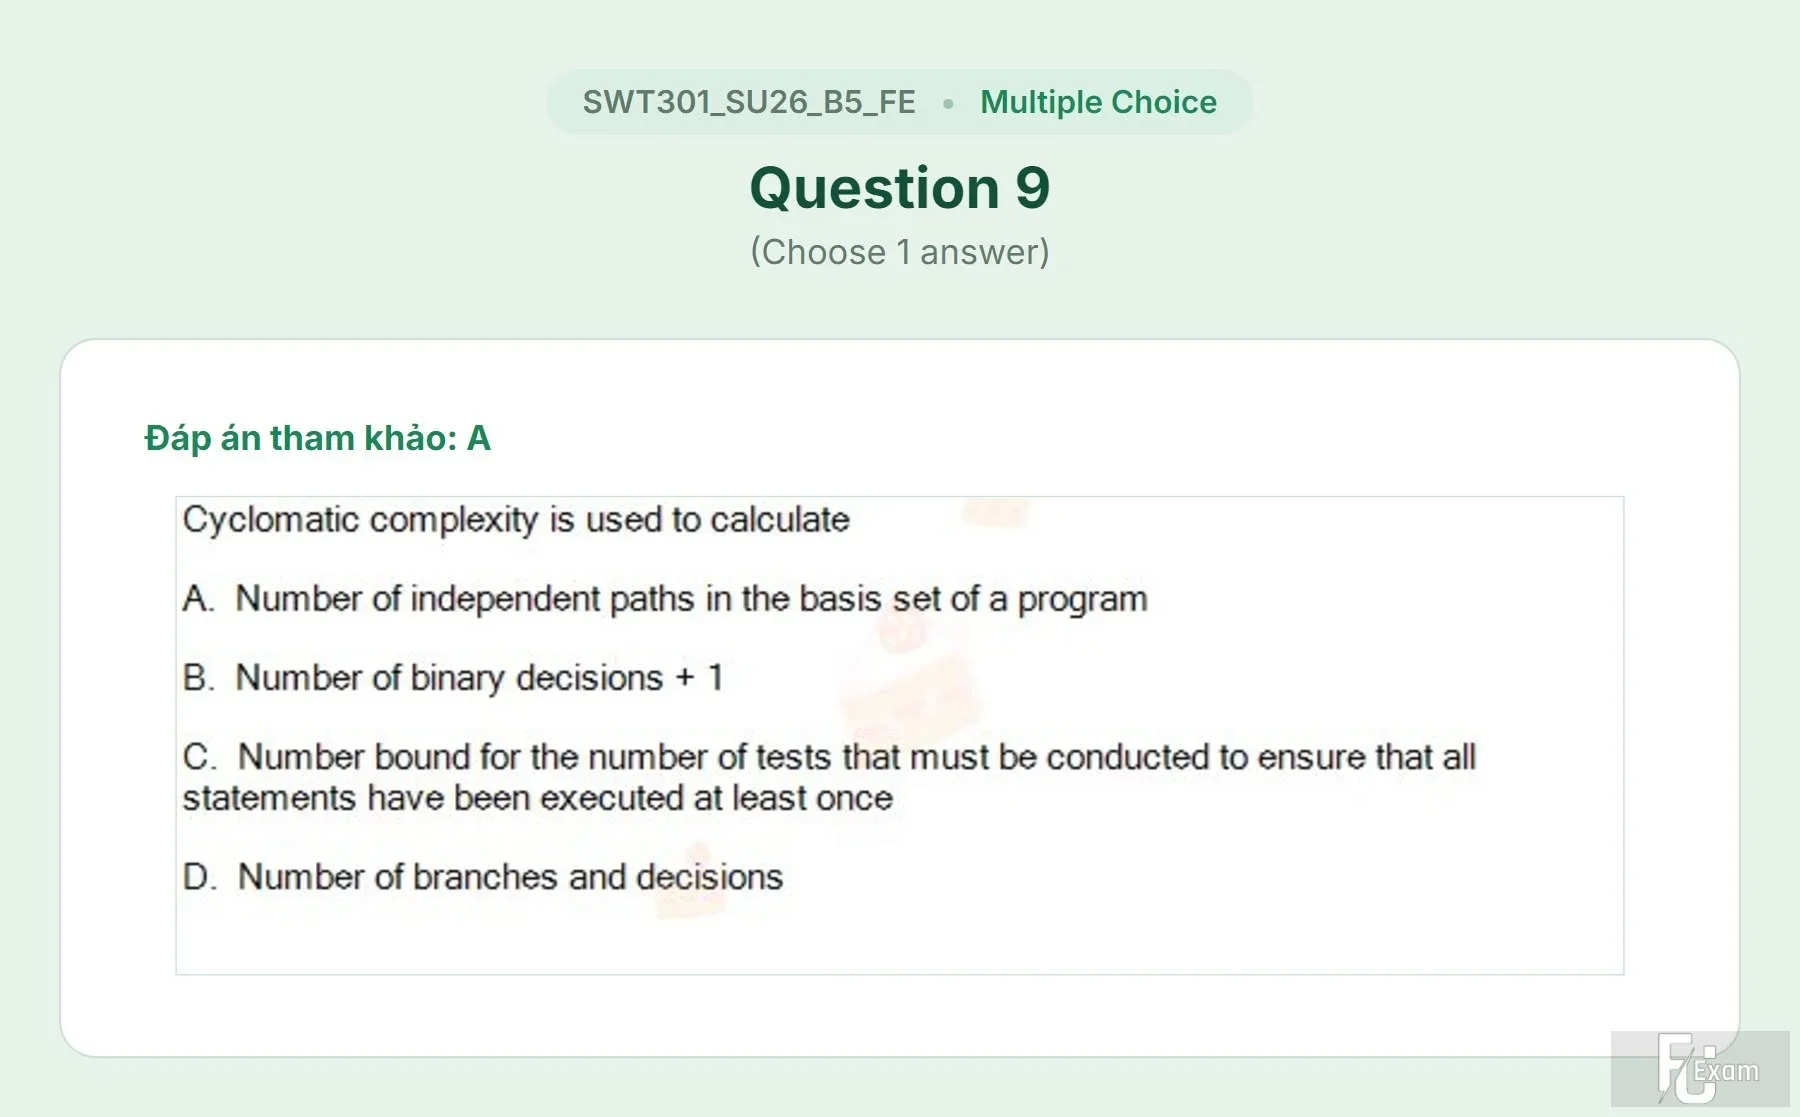 SWT301_SU26_B5_FE • Multiple Choice
Question 9
(Choose 1 answer)
Đáp án tham khảo: A
Cyclomatic complexity is used to calculate
A. Number of independent paths in the basis set of a program
B. Number of binary decisions + 1
C. Number bound for the number of tests that must be conducted to ensure that all
statements have been executed at least once
D. Number of branches and decisions
FU Exam